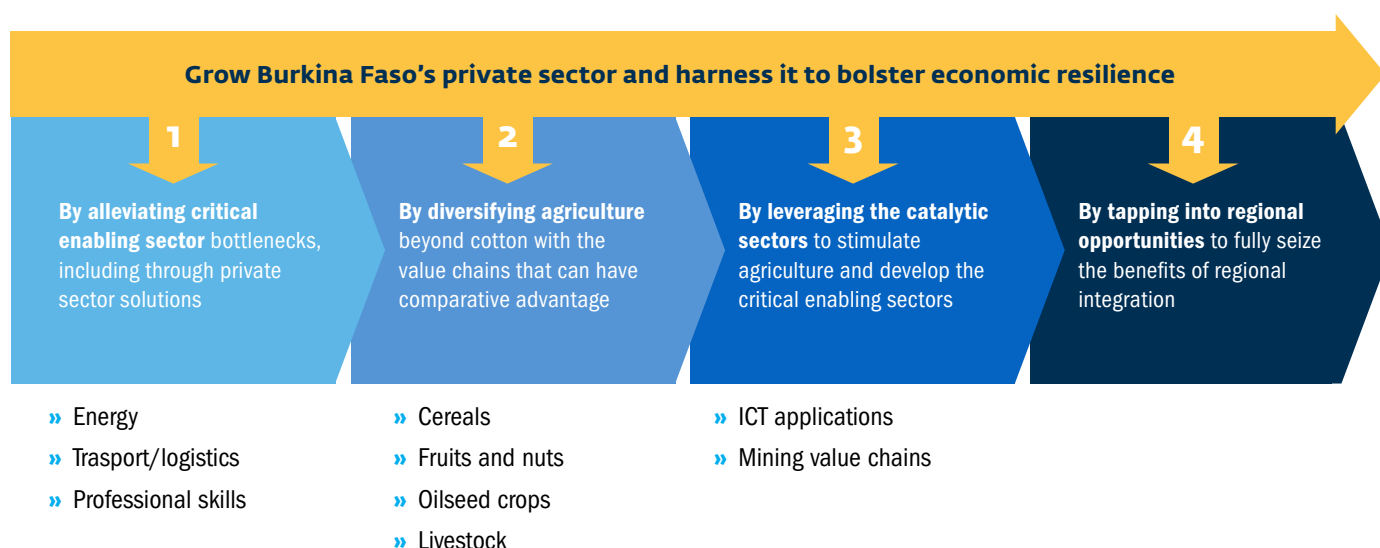 Grow Burkina Faso's private sector and harness it to bolster economic resilience
1
By alleviating critical
enabling sector bottlenecks,
including through private
sector solutions
» Energy
» Trasport/logistics
» Professional skills
2
By diversifying agriculture
beyond cotton with the
value chains that can have
comparative advantage
» Cereals
» Fruits and nuts
» Oilseed crops
» Livestock
3
By leveraging the catalytic
sectors to stimulate
agriculture and develop the
critical enabling sectors
» ICT applications
» Mining value chains
4
By tapping into regional
opportunities to fully seize
the benefits of regional
integration